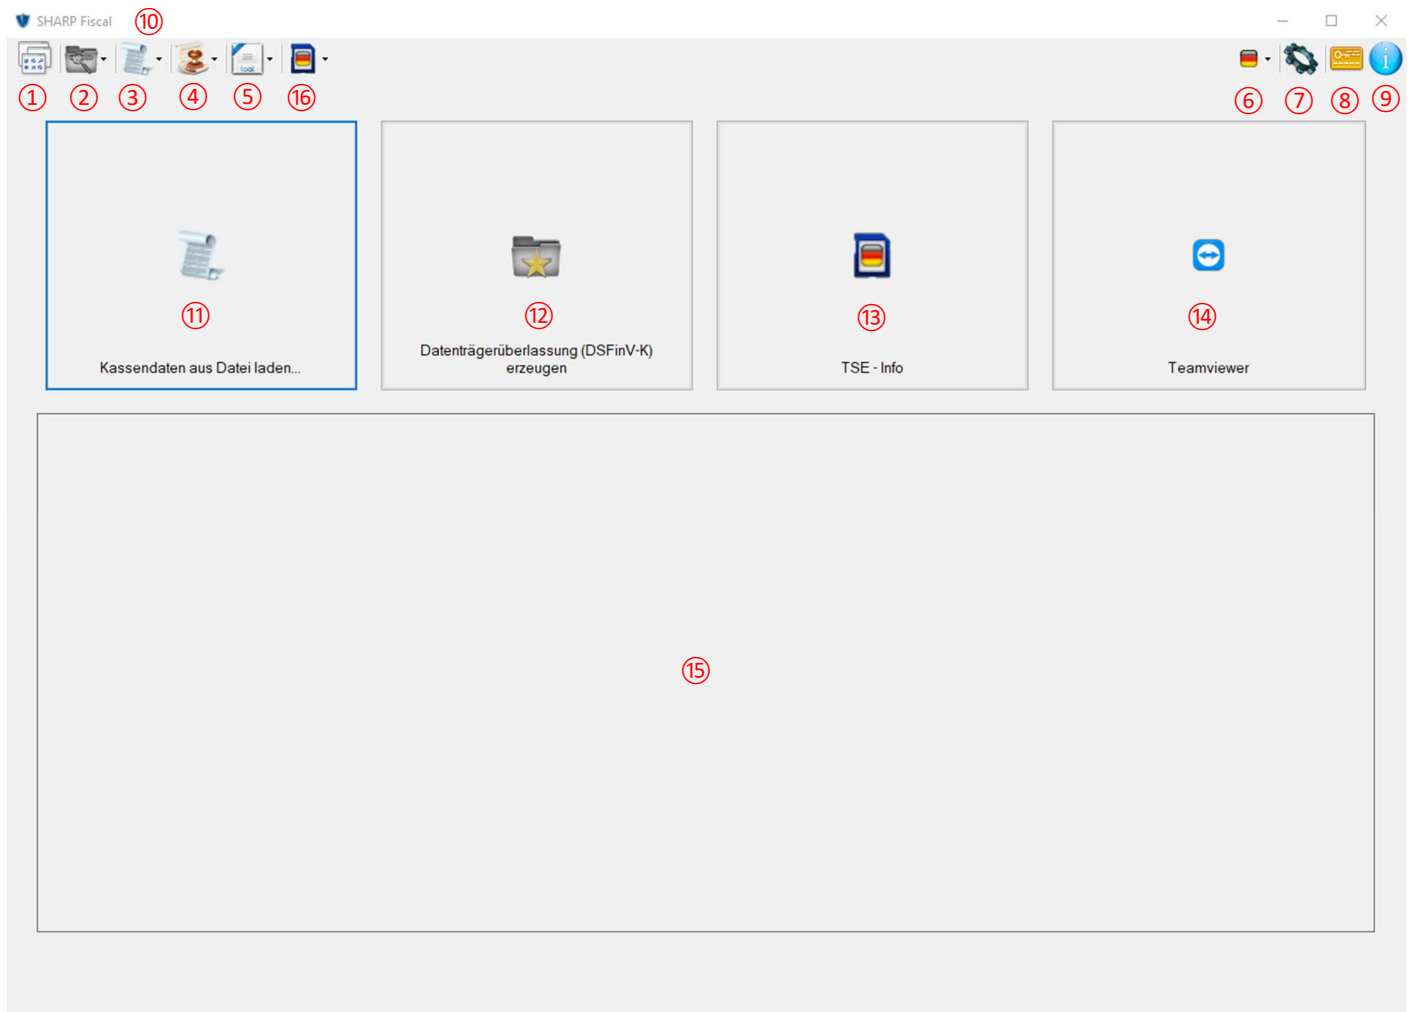 SHARP Fiscal ⑩
① ② ③ ④ ⑤ ⑯ ⑥ ⑦ ⑧ ⑨
tool
⑪ ⑫ ⑬ ⑭
Kassendaten aus Datei laden...
Datenträgerüberlassung (DSFinV-K)
erzeugen
TSE - Info
Teamviewer
⑮